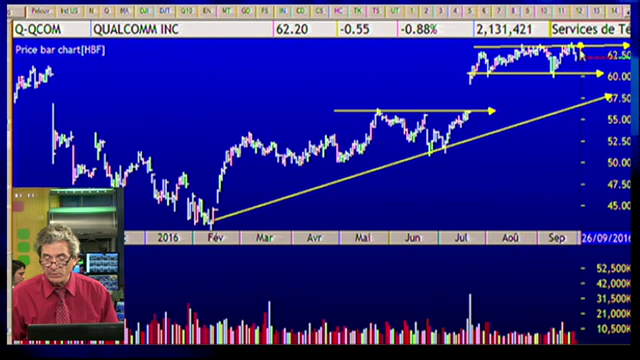 Q-QCOM QUALCOMM INC 62.20 -0.55 -0.88% 2,131,421 Services de Té
Price bar chart[HBF]
62.50
60.00
57.50
55.00
52.50
50.00
47.50
45.00
2016 Fév Mar Avr Mai Jun Jul Aoû Sep 26/09/2016
52,500K
42,000K
31,500K
21,000K
10,500K